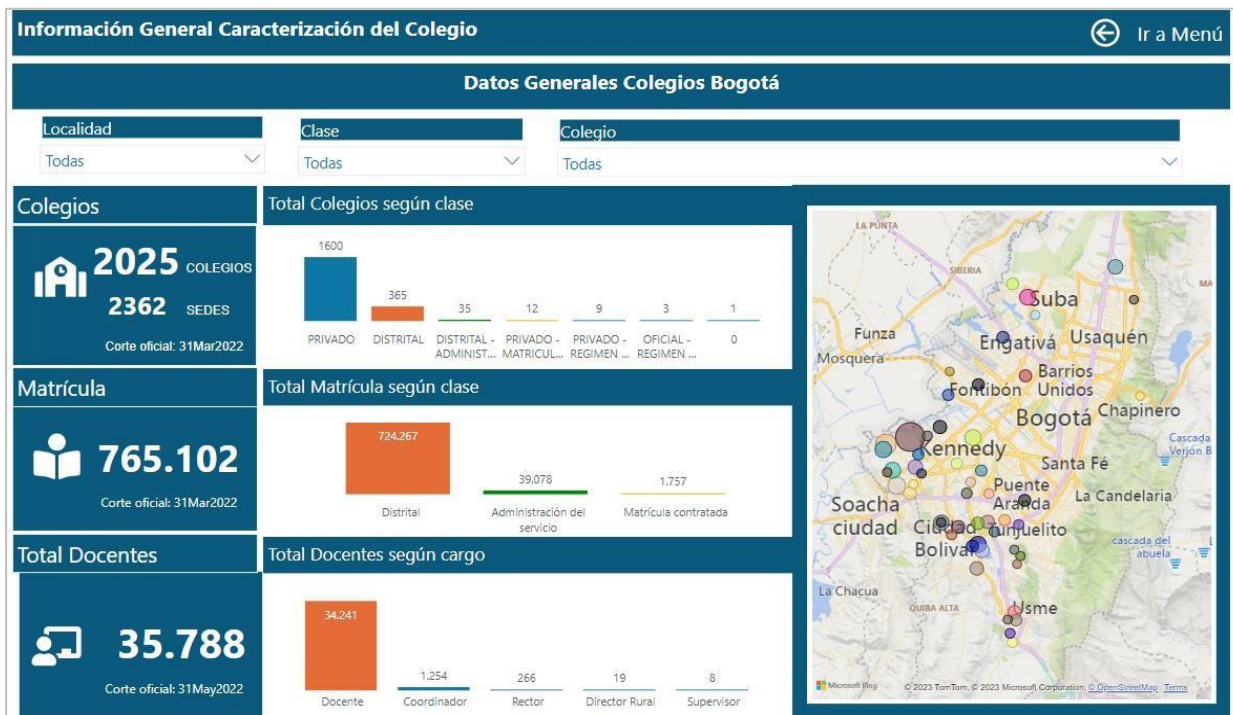 Información General Caracterización del Colegio
Ir a Menú
Datos Generales Colegios Bogotá
Localidad
Todas
Clase
Todas
Colegio
Todas
Colegios
2025 COLEGIOS
2362 SEDES
Corte oficial: 31Mar2022
Total Colegios según clase
1600
365
35
12
9
3
1
PRIVADO
DISTRITAL
DISTRITAL -
ADMINIST...
PRIVADO -
MATRICUL...
PRIVADO -
REGIMEN ...
OFICIAL -
REGIMEN ...
0
Matrícula
765.102
Corte oficial: 31Mar2022
Total Matrícula según clase
724.267
39.078
1.757
Distrital
Administración del
servicio
Matrícula contratada
Total Docentes
35.788
Corte oficial: 31May2022
Total Docentes según cargo
34.241
1.254
266
19
8
Docente
Coordinador
Rector
Director Rural
Supervisor
LA PUNTA
SIBERIA
Suba
MA
Funza
Engativá
Usaquén
Mosquera
Barrios
Unidos
Fontibón
Bogotá
Chapinero
Kennedy
Cascada
Verjón B
Santa Fé
Puente
Aranda
La Candelaria
Soacha
ciudad
Ciudad
Bolívar
Tunjuelito
cascada del
abuela
La Chacua
QUIBA ALTA
Usme
Microsoft Bing
© 2023 TomTom, © 2023 Microsoft Corporation, © OpenStreetMap Terms